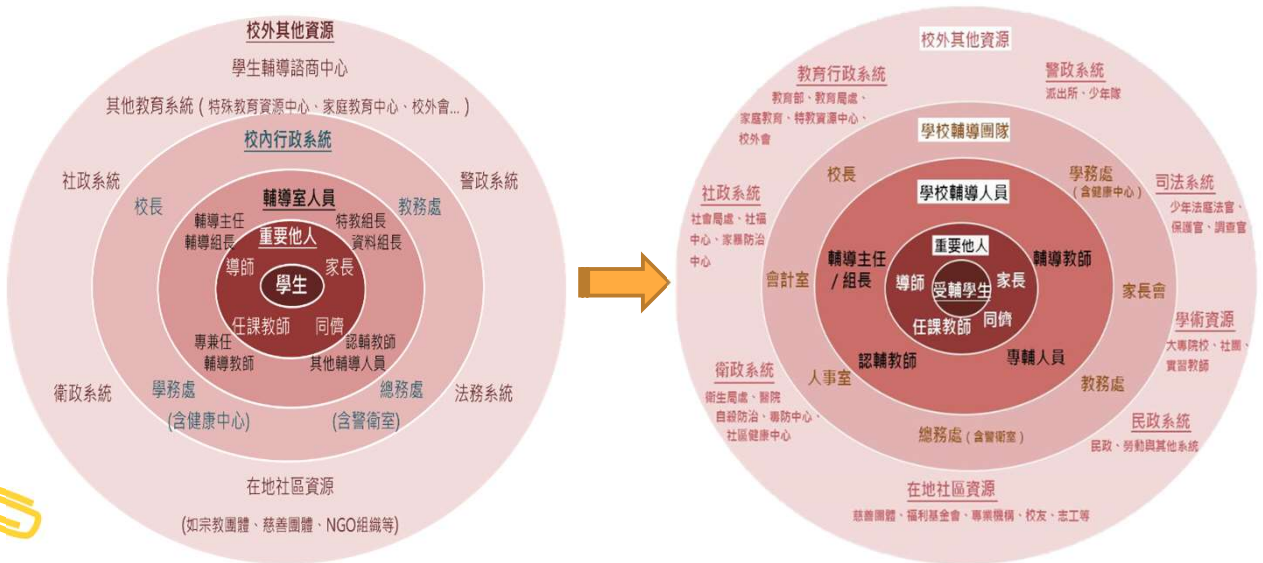 校外其他資源
學生輔導諮商中心
其他教育系統 ( 特殊教育資源中心、家庭教育中心、校外會... )
校內行政系統
社政系統
警政系統
校長
教務處
輔導室人員
輔導主任
輔導組長
特教組長
資料組長
重要他人
導師
家長
學生
任課教師
同儕
專兼任
輔導教師
認輔教師
其他輔導人員
衛政系統
學務處
(含健康中心)
總務處
(含警衛室)
法務系統
在地社區資源
(如宗教團體、慈善團體、NGO組織等)
校外其他資源
教育行政系統
教育部、教育局處、
家庭教育、特教資源中心、
校外會
警政系統
派出所、少年隊
學校輔導團隊
校長
學務處
(含健康中心)
社政系統
社會局處、社福
中心、家暴防治
中心
司法系統
少年法庭法官、
保護官、調查官
學校輔導人員
輔導主任
/ 組長
輔導教師
重要他人
導師
受輔學生
家長
任課教師
同儕
會計室
家長會
認輔教師
專輔人員
學術資源
大專院校、社團、
實習教師
衛政系統
衛生局處、醫院
自殺防治、毒防中心、
社區健康中心
人事室
教務處
總務處 ( 含警衛室 )
民政系統
民政、勞動與其他系統
在地社區資源
慈善團體、福利基金會、專業機構、校友、志工等